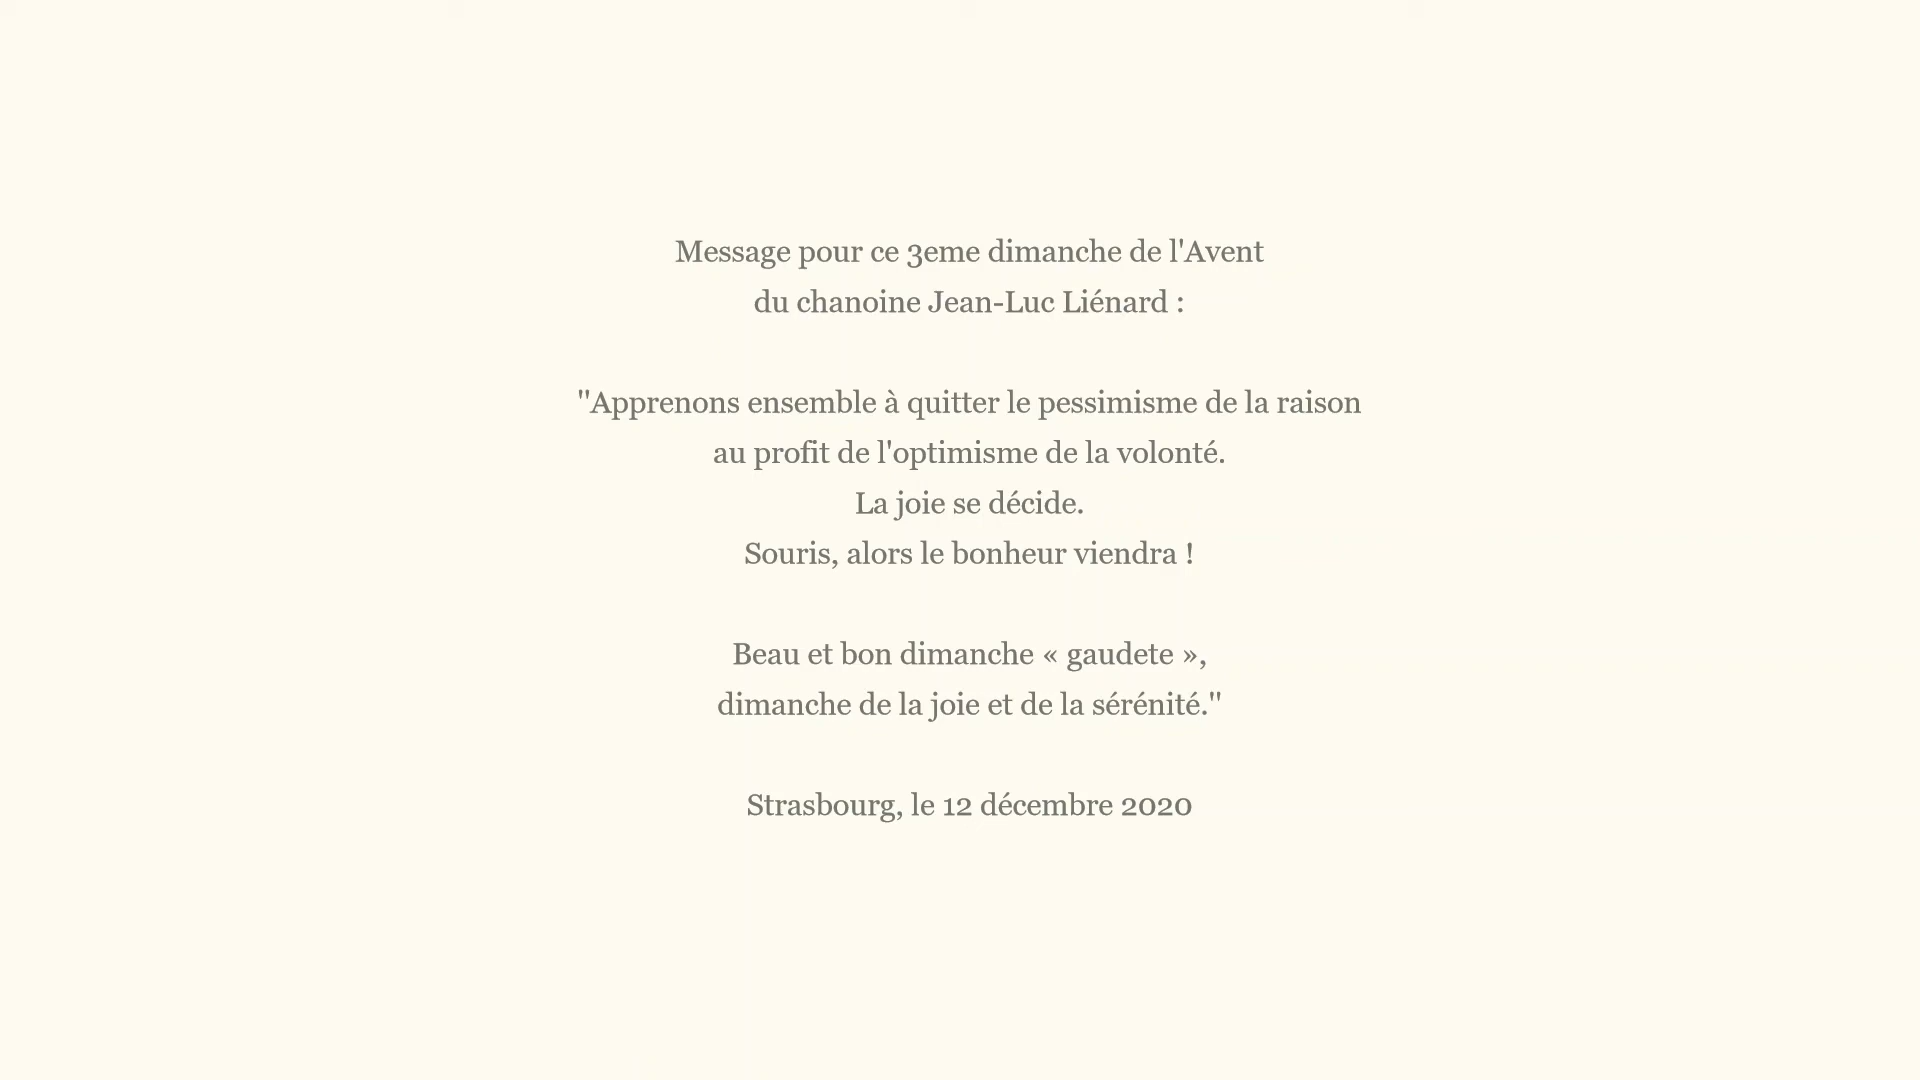 Message pour ce 3eme dimanche de l'Avent
du chanoine Jean-Luc Liénard :
"Apprenons ensemble à quitter le pessimisme de la raison
au profit de l'optimisme de la volonté.
La joie se décide.
Souris, alors le bonheur viendra !
Beau et bon dimanche « gaudete »,
dimanche de la joie et de la sérénité."
Strasbourg, le 12 décembre 2020